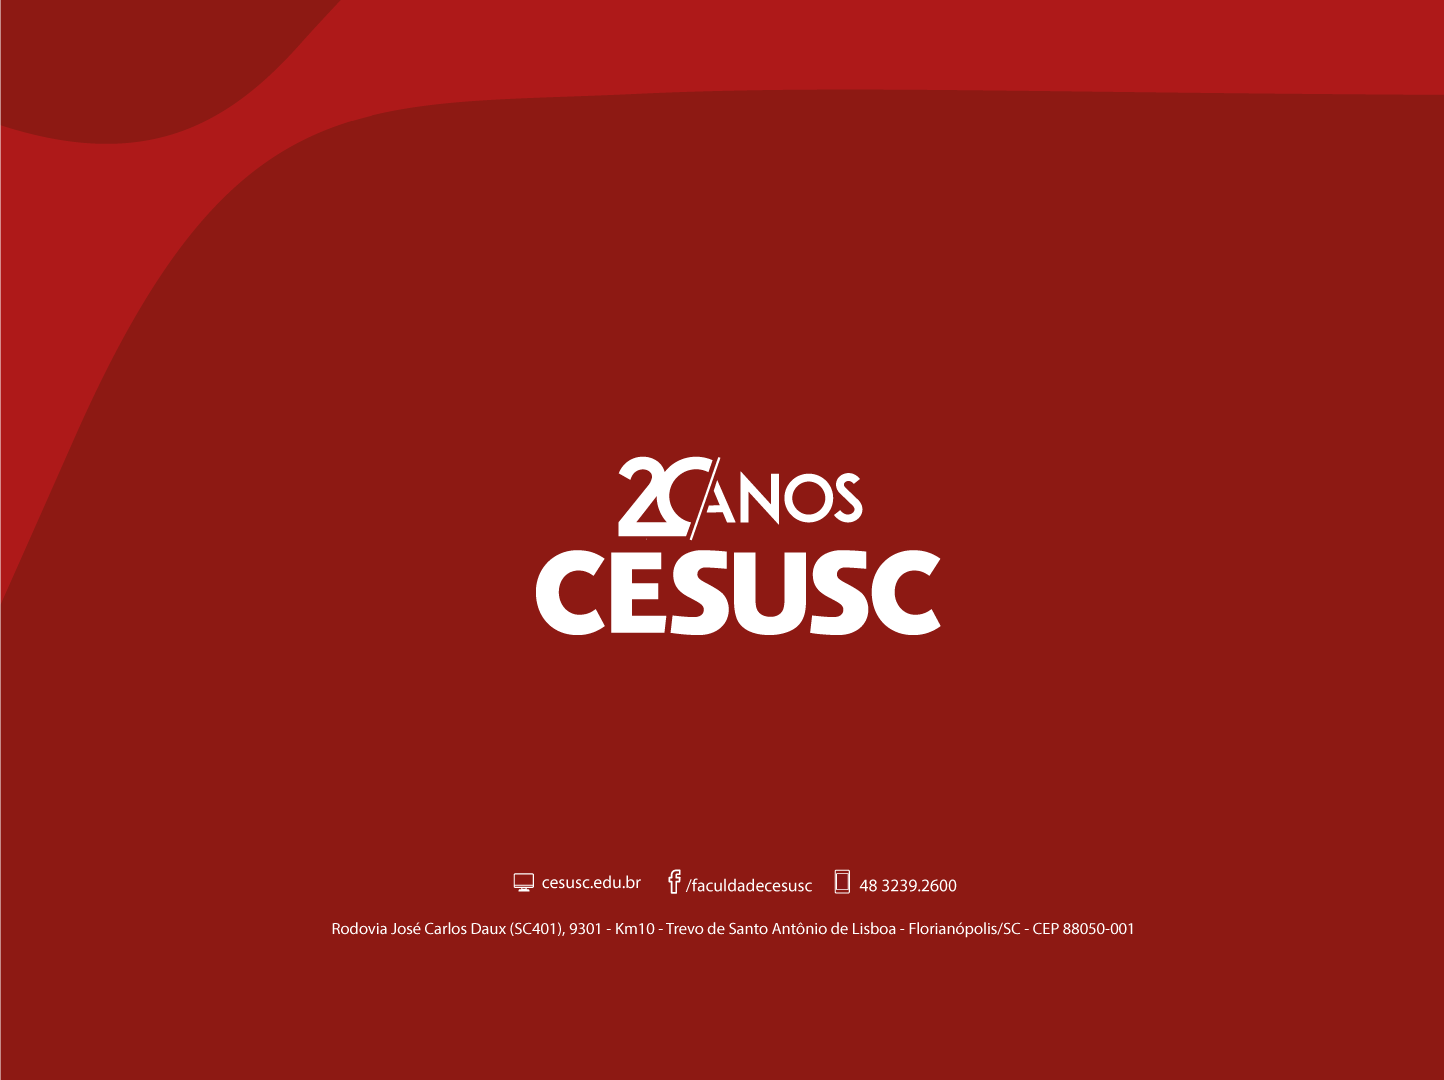 20/ANOS
CESUSC
cesusc.edu.br /faculdadecesusc 48 3239.2600
Rodovia José Carlos Daux (SC401), 9301 - Km10 - Trevo de Santo Antônio de Lisboa - Florianópolis/SC - CEP 88050-001